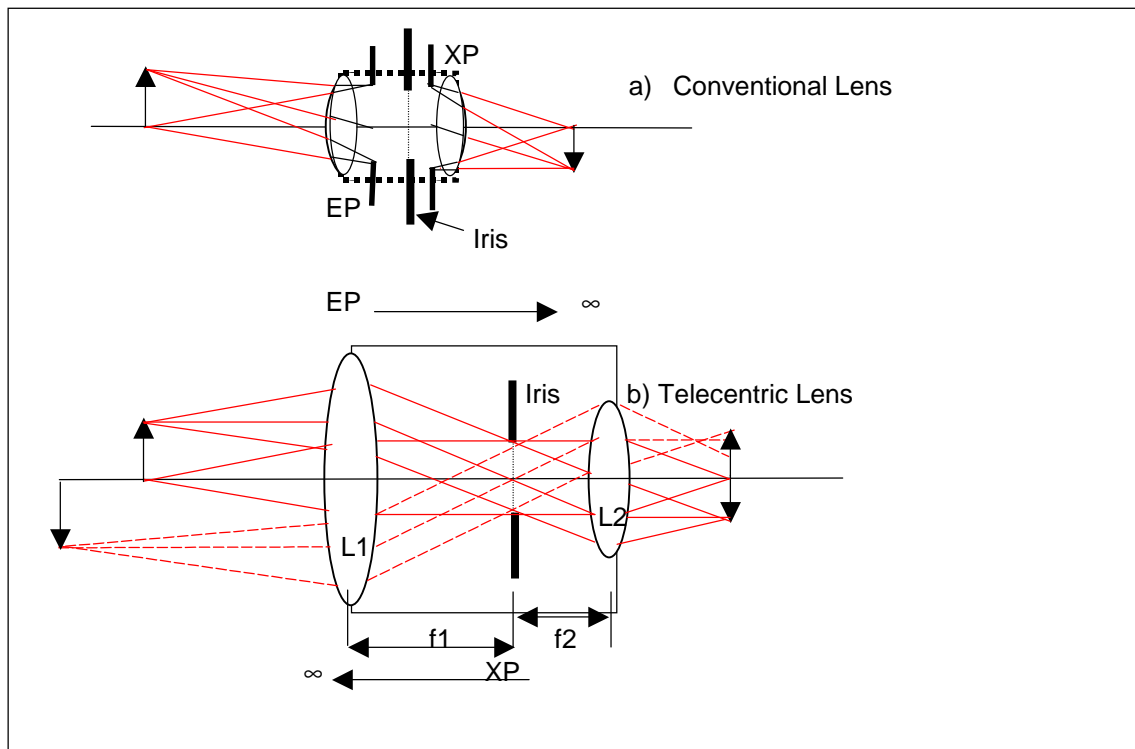 XP
a) Conventional Lens
EP
Iris
EP ∞
Iris
b) Telecentric Lens
L2
L1
f1 f2
∞ XP